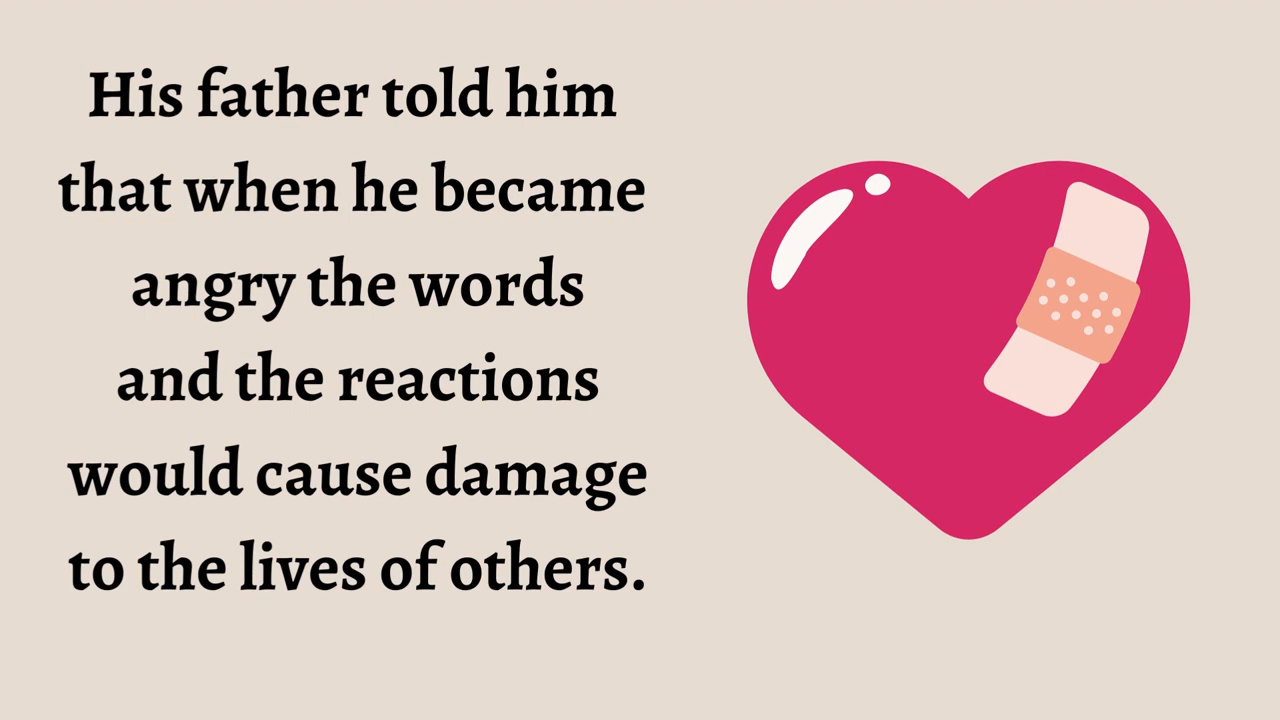 His father told him
that when he became
angry the words
and the reactions
would cause damage
to the lives of others.